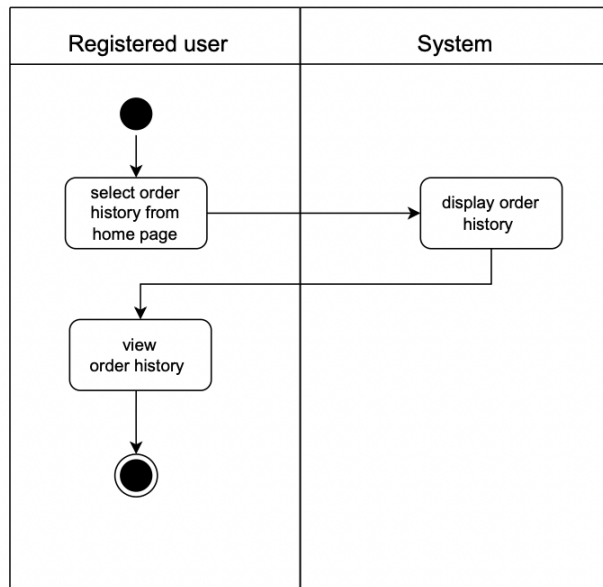 Registered user
System
select order
history from
home page
display order
history
view
order history